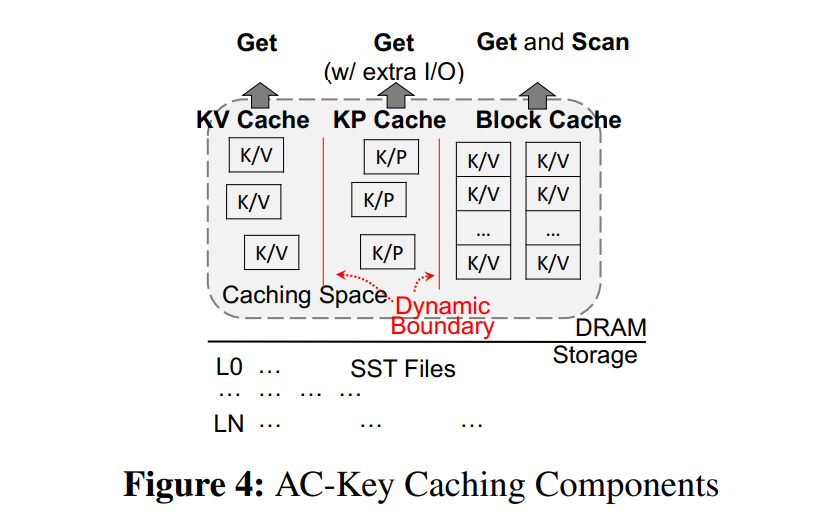 Get Get Get and Scan
(w/ extra I/O)
KV Cache KP Cache Block Cache
K/V K/P K/V K/V
K/V K/P K/V K/V
... ...
K/V K/P K/V K/V
Caching Space
Dynamic
Boundary
DRAM
Storage
L0 ... SST Files
... ... ... ...
LN ... ... ...
Figure 4: AC-Key Caching Components